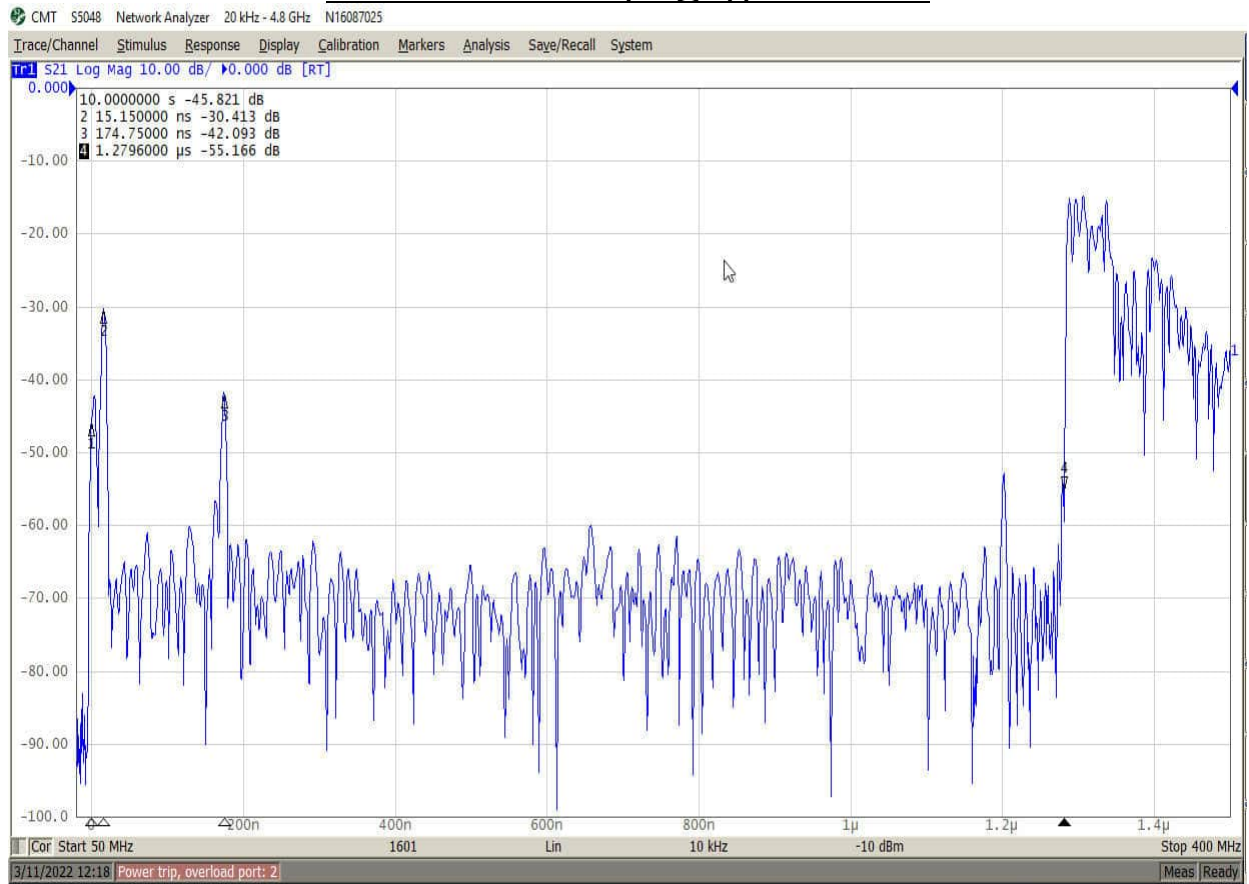 CMT S5048 Network Analyzer 20 kHz - 4.8 GHz N16087025
Trace/Channel Stimulus Response Display Calibration Markers Analysis Save/Recall System
Tr1 S21 Log Mag 10.00 dB/ ▶0.000 dB [RT]
0.000
10.0000000 s -45.821 dB
2 15.150000 ns -30.413 dB
3 174.75000 ns -42.093 dB
4 1.2796000 µs -55.166 dB
-10.00
-20.00
-30.00
-40.00
-50.00
-60.00
-70.00
-80.00
-90.00
-100.0
1
2
3
4
1
0 200n 400n 600n 800n 1µ 1.2µ 1.4µ
Cor Start 50 MHz 1601 Lin 10 kHz -10 dBm Stop 400 MHz
3/11/2022 12:18 Power trip, overload port: 2 Meas Ready